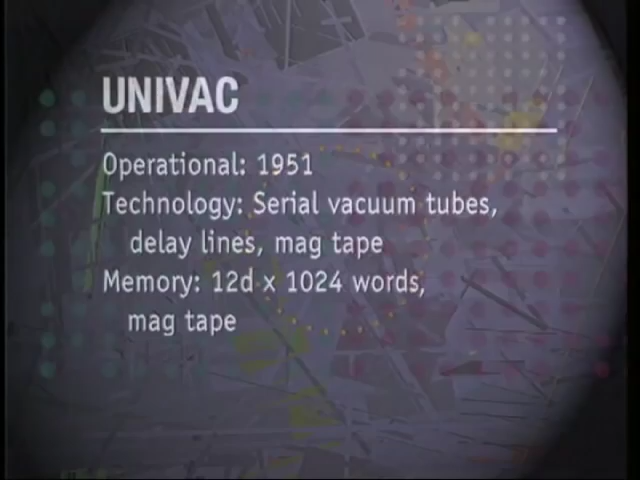 UNIVAC
Operational: 1951
Technology: Serial vacuum tubes,
delay lines, mag tape
Memory: 12d x 1024 words,
mag tape